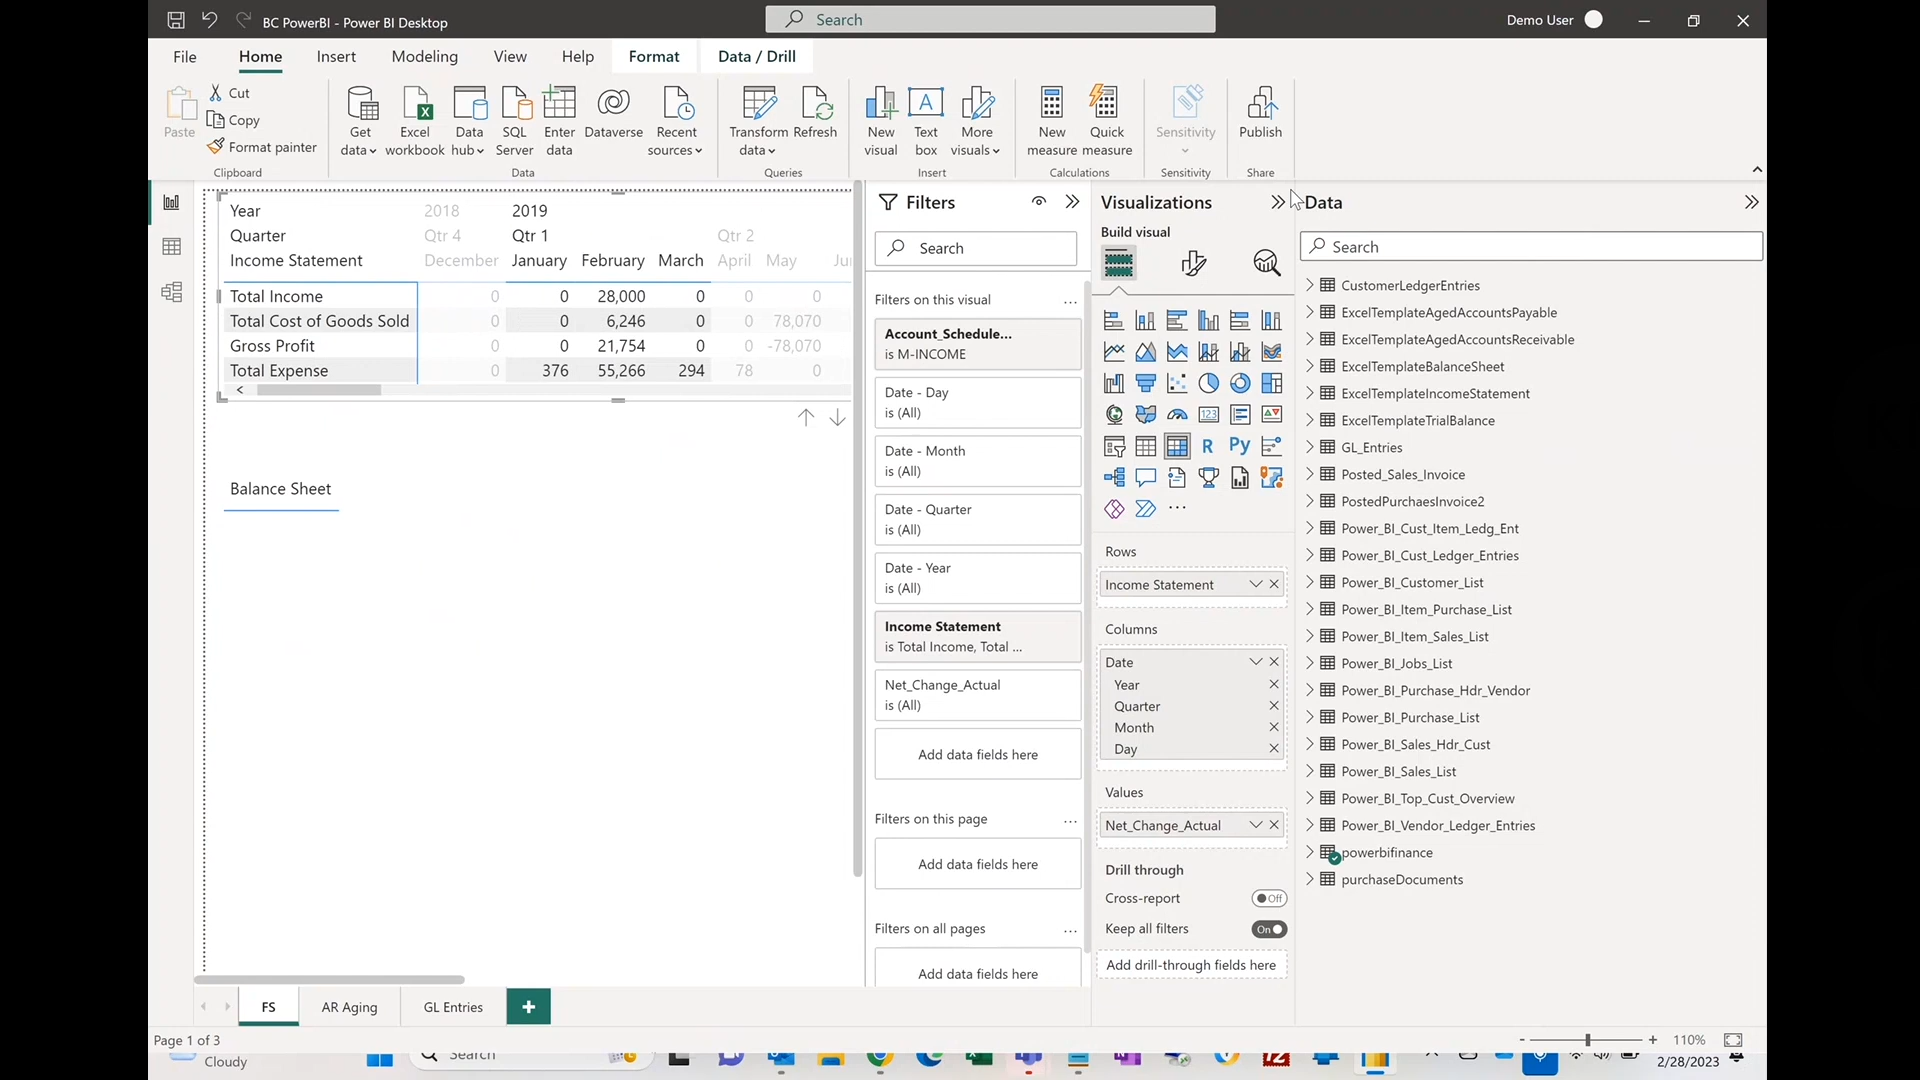 BC PowerBI - Power BI Desktop
Search
Demo User
File Home Insert Modeling View Help Format Data / Drill
Paste
Cut
Copy
Format painter
Clipboard
Get data
Excel workbook
Data hub
SQL Server
Enter data
Dataverse
Recent sources
Data
Transform data
Refresh
Queries
New visual
Text box
More visuals
Insert
New measure
Quick measure
Calculations
Sensitivity
Sensitivity
Publish
Share
Year 2018 2019
Quarter Qtr 4 Qtr 1 Qtr 2
Income Statement December January February March April May
Total Income 0 0 28,000 0 0 0
Total Cost of Goods Sold 0 0 6,246 0 0 78,070
Gross Profit 0 0 21,754 0 0 -78,070
Total Expense 0 376 55,266 294 78 0
Balance Sheet
Filters
Search
Filters on this visual ...
Account_Schedule...
is M-INCOME
Date - Day
is (All)
Date - Month
is (All)
Date - Quarter
is (All)
Date - Year
is (All)
Income Statement
is Total Income, Total ...
Net_Change_Actual
is (All)
Add data fields here
Filters on this page ...
Add data fields here
Filters on all pages ...
Add data fields here
Visualizations
Build visual
123
R
Py
...
Rows
Income Statement
Columns
Date
Year
Quarter
Month
Day
Values
Net_Change_Actual
Drill through
Cross-report Off
Keep all filters On
Add drill-through fields here
Data
Search
CustomerLedgerEntries
ExcelTemplateAgedAccountsPayable
ExcelTemplateAgedAccountsReceivable
ExcelTemplateBalanceSheet
ExcelTemplateIncomeStatement
ExcelTemplateTrialBalance
GL_Entries
Posted_Sales_Invoice
PostedPurchaesInvoice2
Power_BI_Cust_Item_Ledg_Ent
Power_BI_Cust_Ledger_Entries
Power_BI_Customer_List
Power_BI_Item_Purchase_List
Power_BI_Item_Sales_List
Power_BI_Jobs_List
Power_BI_Purchase_Hdr_Vendor
Power_BI_Purchase_List
Power_BI_Sales_Hdr_Cust
Power_BI_Sales_List
Power_BI_Top_Cust_Overview
Power_BI_Vendor_Ledger_Entries
powerbifinance
purchaseDocuments
FS AR Aging GL Entries +
Page 1 of 3
- + 110%
Cloudy
Search
2/28/2023